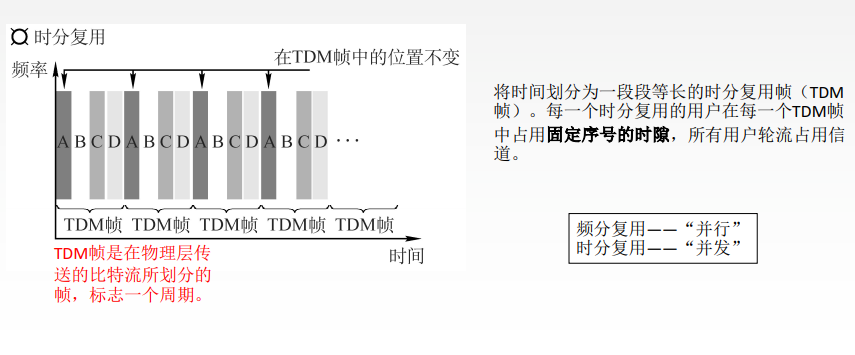 ¤ 时分复用
频率
在TDM帧中的位置不变
A B C D A B C D A B C D A B C D ···
TDM帧 TDM帧 TDM帧 TDM帧 TDM帧
时间
TDM帧是在物理层传
送的比特流所划分的
帧，标志一个周期。
将时间划分为一段段等长的时分复用帧（TDM
帧）。每一个时分复用的用户在每一个TDM帧
中占用固定序号的时隙，所有用户轮流占用信
道。
频分复用——“并行”
时分复用——“并发”